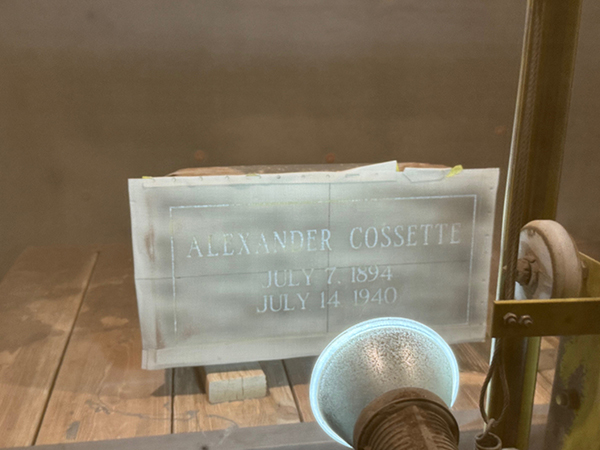 ALEXANDER COSSETTE
JULY 7, 1894
JULY 14 1940